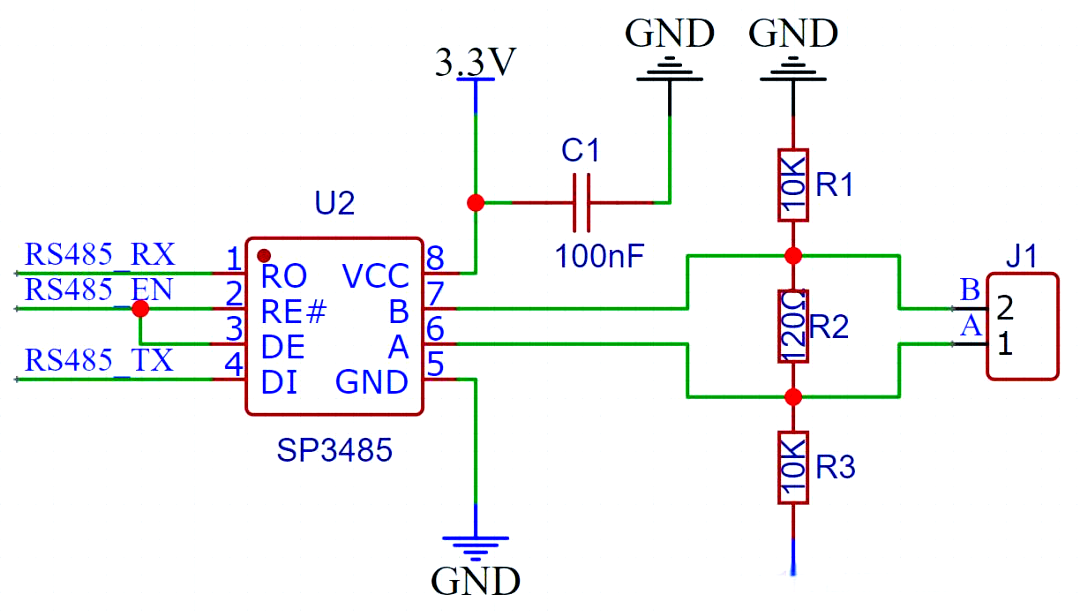 GND GND
3.3V
C1
10K R1
U2
100nF
RS485_RX 1 RO VCC 8
RS485_EN 2 RE# B 7
3 DE A 6
RS485_TX 4 DI GND 5
SP3485
120Ω R2
J1
B 2
A 1
10K R3
GND